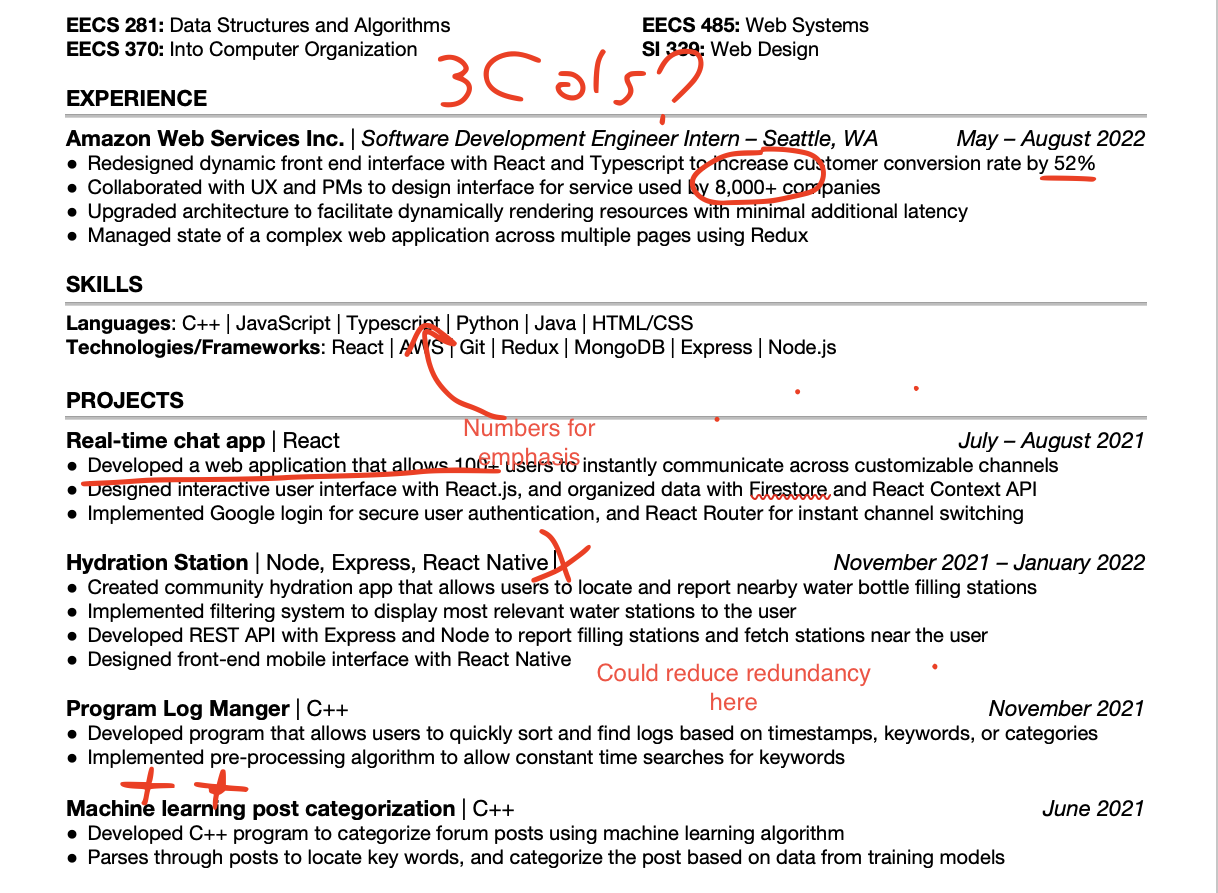 EECS 281: Data Structures and Algorithms EECS 485: Web Systems
EECS 370: Into Computer Organization SI 339: Web Design
3 Cols?
EXPERIENCE
Amazon Web Services Inc. | Software Development Engineer Intern – Seattle, WA May – August 2022
● Redesigned dynamic front end interface with React and Typescript to increase customer conversion rate by 52%
● Collaborated with UX and PMs to design interface for service used by 8,000+ companies
● Upgraded architecture to facilitate dynamically rendering resources with minimal additional latency
● Managed state of a complex web application across multiple pages using Redux
SKILLS
Languages: C++ | JavaScript | Typescript | Python | Java | HTML/CSS
Technologies/Frameworks: React | AWS | Git | Redux | MongoDB | Express | Node.js
PROJECTS
Numbers for
emphasis
Real-time chat app | React July – August 2021
● Developed a web application that allows 100+ users to instantly communicate across customizable channels
● Designed interactive user interface with React.js, and organized data with Firestore and React Context API
● Implemented Google login for secure user authentication, and React Router for instant channel switching
Hydration Station | Node, Express, React Native | November 2021 – January 2022
● Created community hydration app that allows users to locate and report nearby water bottle filling stations
● Implemented filtering system to display most relevant water stations to the user
● Developed REST API with Express and Node to report filling stations and fetch stations near the user
● Designed front-end mobile interface with React Native
Could reduce redundancy
here
Program Log Manger | C++ November 2021
● Developed program that allows users to quickly sort and find logs based on timestamps, keywords, or categories
● Implemented pre-processing algorithm to allow constant time searches for keywords
+ +
Machine learning post categorization | C++ June 2021
● Developed C++ program to categorize forum posts using machine learning algorithm
● Parses through posts to locate key words, and categorize the post based on data from training models